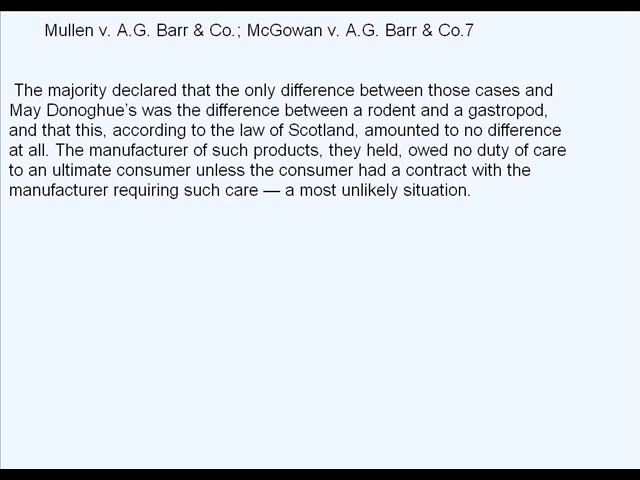 Mullen v. A.G. Barr & Co.; McGowan v. A.G. Barr & Co.7
The majority declared that the only difference between those cases and
May Donoghue's was the difference between a rodent and a gastropod,
and that this, according to the law of Scotland, amounted to no difference
at all. The manufacturer of such products, they held, owed no duty of care
to an ultimate consumer unless the consumer had a contract with the
manufacturer requiring such care — a most unlikely situation.